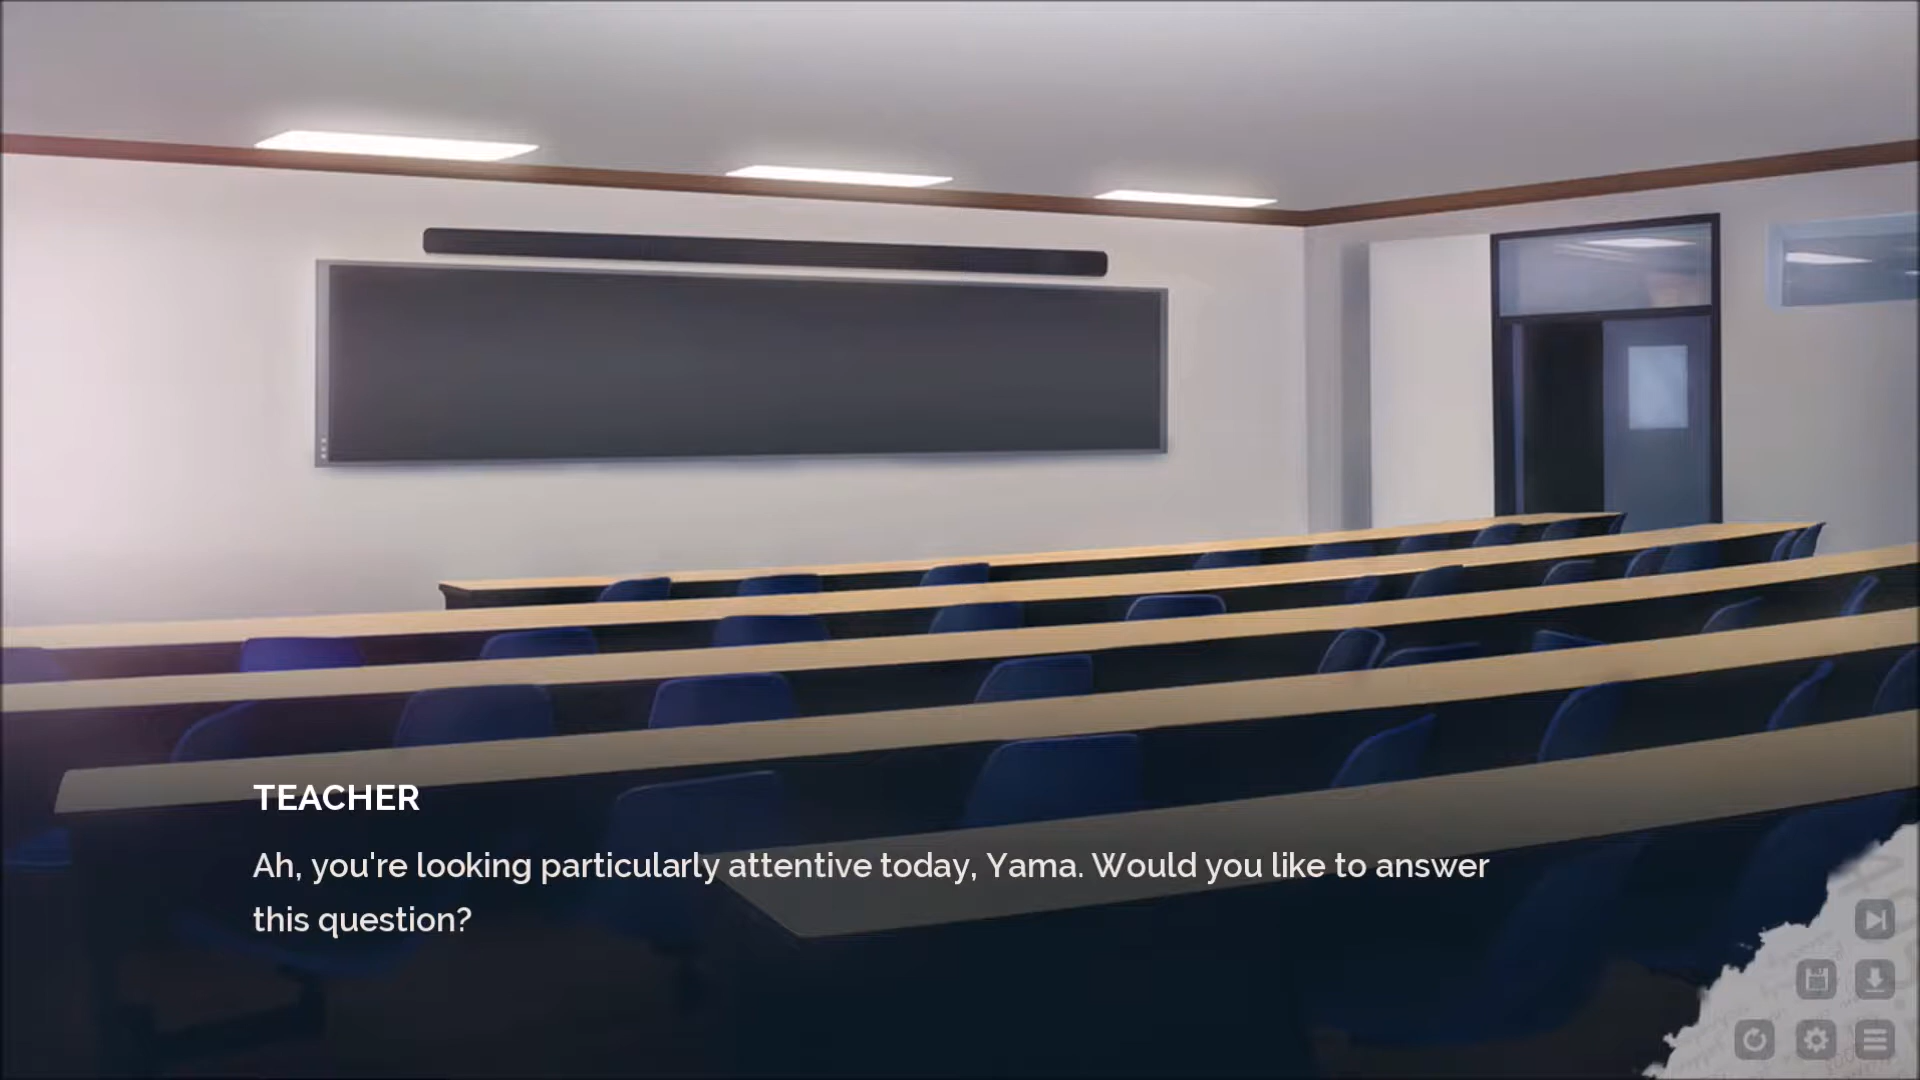 TEACHER
Ah, you're looking particularly attentive today, Yama. Would you like to answer
this question?